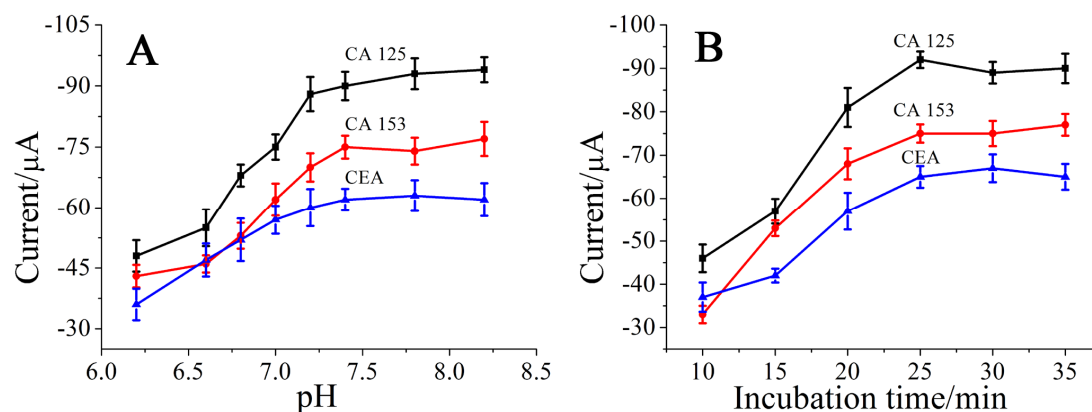 A
CA 125
CA 153
CEA
Current/μA
-105
-90
-75
-60
-45
-30
6.0 6.5 7.0 7.5 8.0 8.5
pH
B
CA 125
CA 153
CEA
Current/μA
-100
-90
-80
-70
-60
-50
-40
-30
10 15 20 25 30 35
Incubation time/min